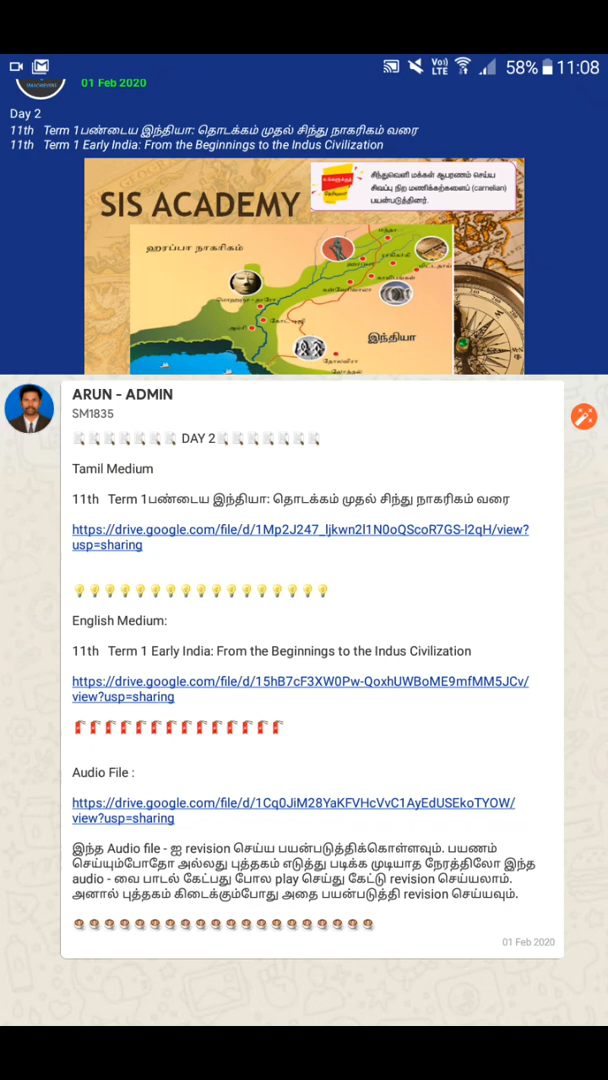 58% 11:08
01 Feb 2020
Day 2
11th Term 1பண்டைய இந்தியா: தொடக்கம் முதல் சிந்து நாகரிகம் வரை
11th Term 1 Early India: From the Beginnings to the Indus Civilization
SIS ACADEMY
சிந்துவெளி மக்கள் ஆபரணம் செய்ய
சிவப்பு நிற மணிக்கற்களைப் (carnelian)
பயன்படுத்தினர்.
ஹரப்பா நாகரிகம்
இந்தியா
ARUN - ADMIN
SM1835
DAY 2
Tamil Medium
11th Term 1பண்டைய இந்தியா: தொடக்கம் முதல் சிந்து நாகரிகம் வரை
https://drive.google.com/file/d/1Mp2J247_ljkwn2l1N0oQScoR7GS-l2qH/view?
usp=sharing
English Medium:
11th Term 1 Early India: From the Beginnings to the Indus Civilization
https://drive.google.com/file/d/15hB7cF3XW0Pw-QoxhUWBoME9mfMM5JCv/
view?usp=sharing
Audio File :
https://drive.google.com/file/d/1Cq0JiM28YaKFVHcVvC1AyEdUSEkoTYOW/
view?usp=sharing
இந்த Audio file - ஐ revision செய்ய பயன்படுத்திக்கொள்ளவும். பயணம்
செய்யும்போதோ அல்லது புத்தகம் எடுத்து படிக்க முடியாத நேரத்திலோ இந்த
audio - வை பாடல் கேட்பது போல play செய்து கேட்டு revision செய்யலாம்.
அனால் புத்தகம் கிடைக்கும்போது அதை பயன்படுத்தி revision செய்யவும்.
01 Feb 2020